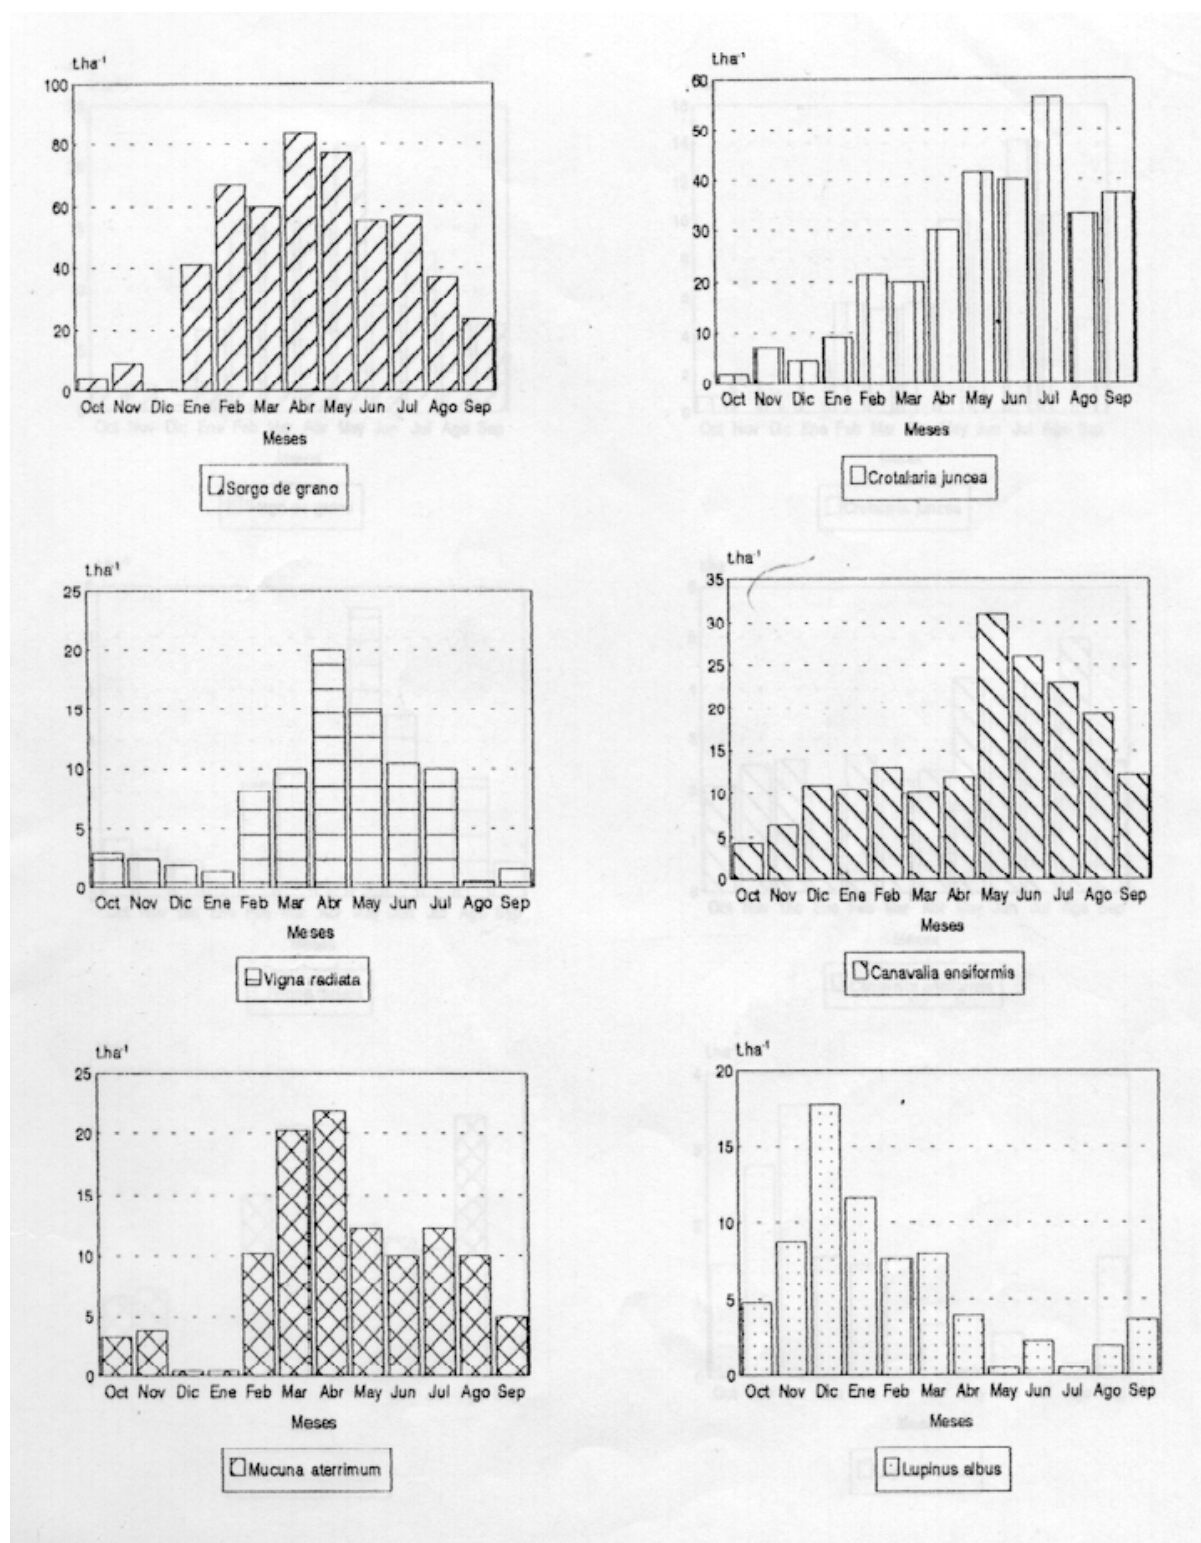 t.ha⁻¹
100
80
60
40
20
0
Oct Nov Dic Ene Feb Mar Abr May Jun Jul Ago Sep
Meses
Sorgo de grano
t.ha⁻¹
60
50
40
30
20
10
0
Oct Nov Dic Ene Feb Mar Abr May Jun Jul Ago Sep
Meses
Crotalaria juncea
t.ha⁻¹
25
20
15
10
5
0
Oct Nov Dic Ene Feb Mar Abr May Jun Jul Ago Sep
Meses
Vigna radiata
t.ha⁻¹
35
30
25
20
15
10
5
0
Oct Nov Dic Ene Feb Mar Abr May Jun Jul Ago Sep
Meses
Canavalia ensiformis
t.ha⁻¹
25
20
15
10
5
0
Oct Nov Dic Ene Feb Mar Abr May Jun Jul Ago Sep
Meses
Mucuna aterrimum
t.ha⁻¹
20
15
10
5
0
Oct Nov Dic Ene Feb Mar Abr May Jun Jul Ago Sep
Meses
Lupinus albus